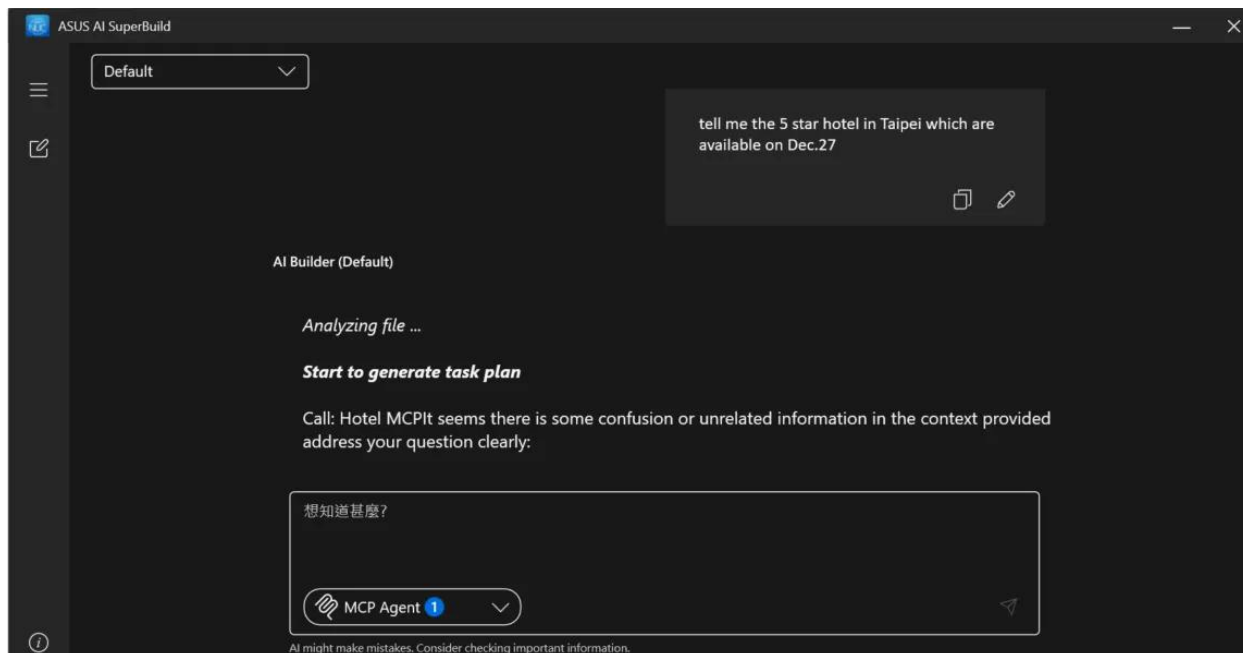 ASUS AI SuperBuild
Default
tell me the 5 star hotel in Taipei which are
available on Dec.27
AI Builder (Default)
Analyzing file ...
Start to generate task plan
Call: Hotel MCPIt seems there is some confusion or unrelated information in the context provided
address your question clearly:
想知道甚麼?
MCP Agent 1
AI might make mistakes. Consider checking important information.